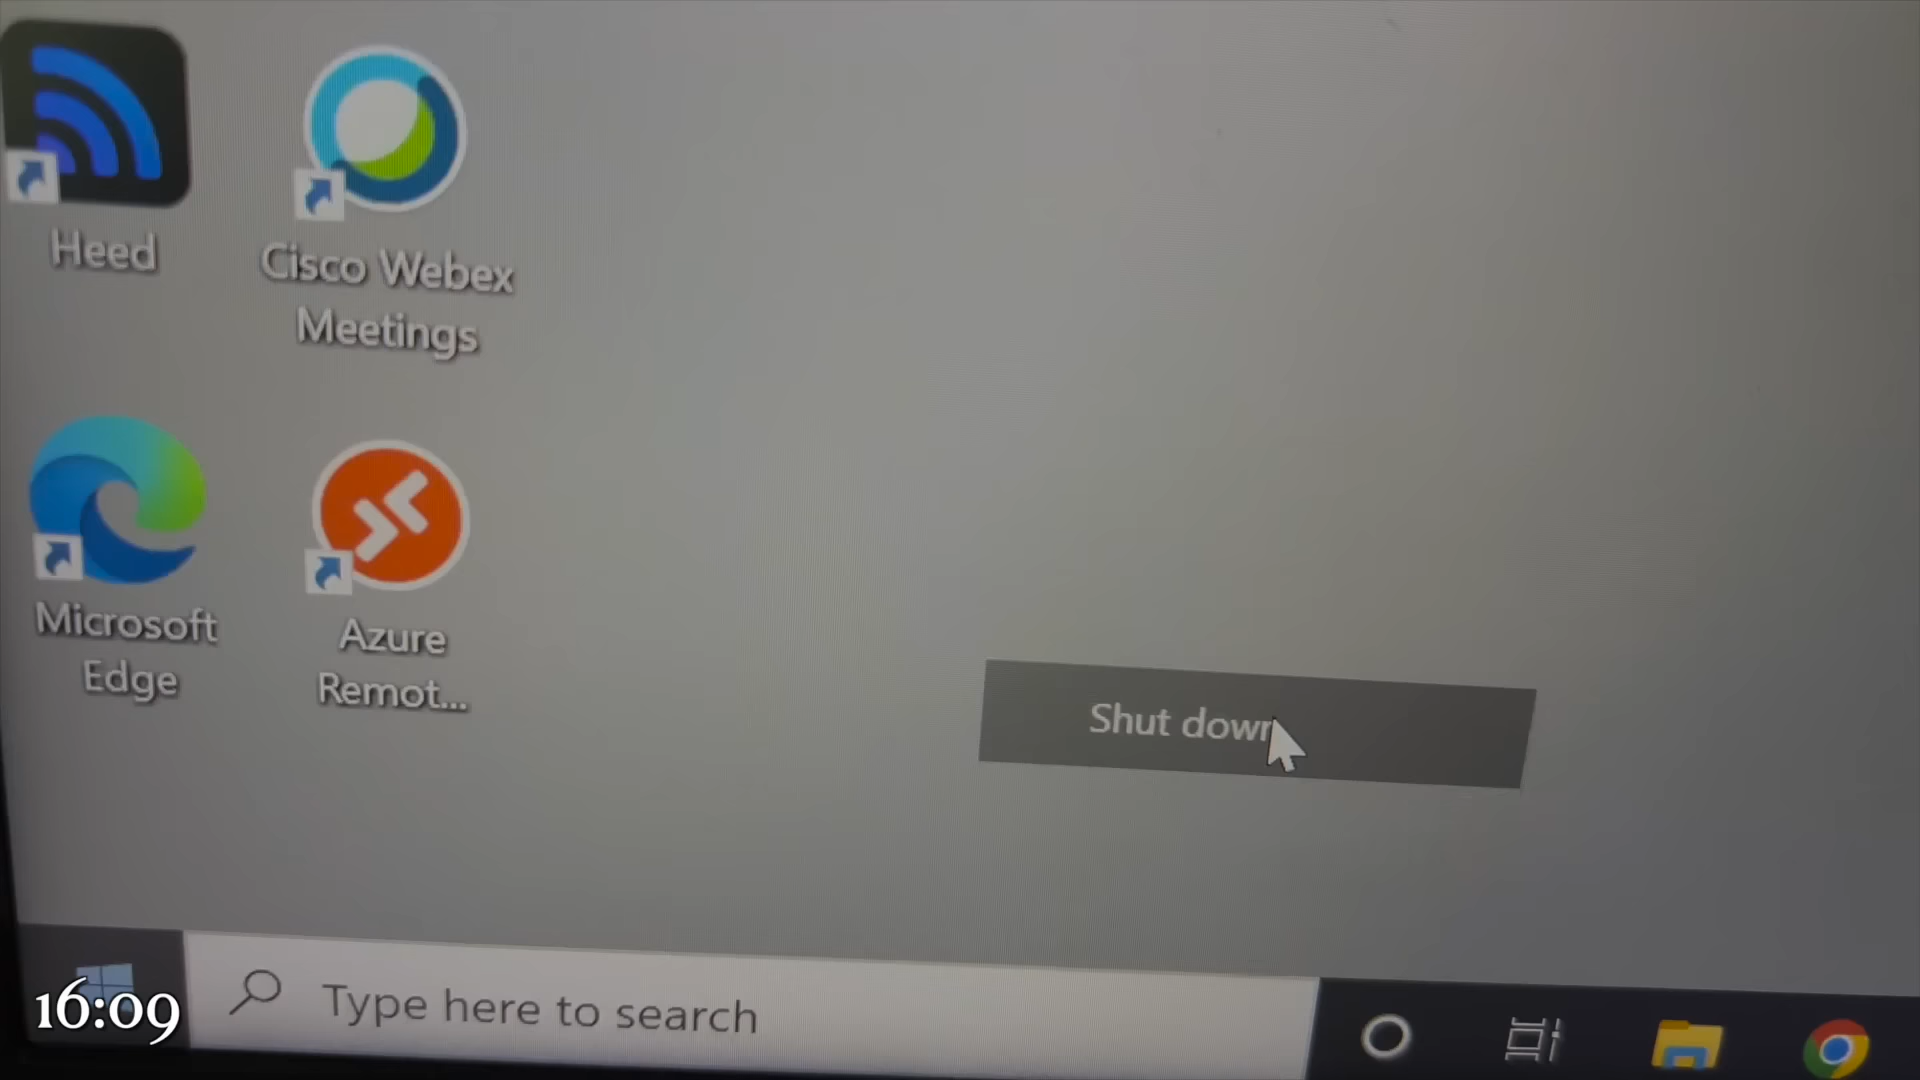 Heed
Cisco Webex
Meetings
Microsoft
Edge
Azure
Remot...
Shut down
Type here to search
16:09